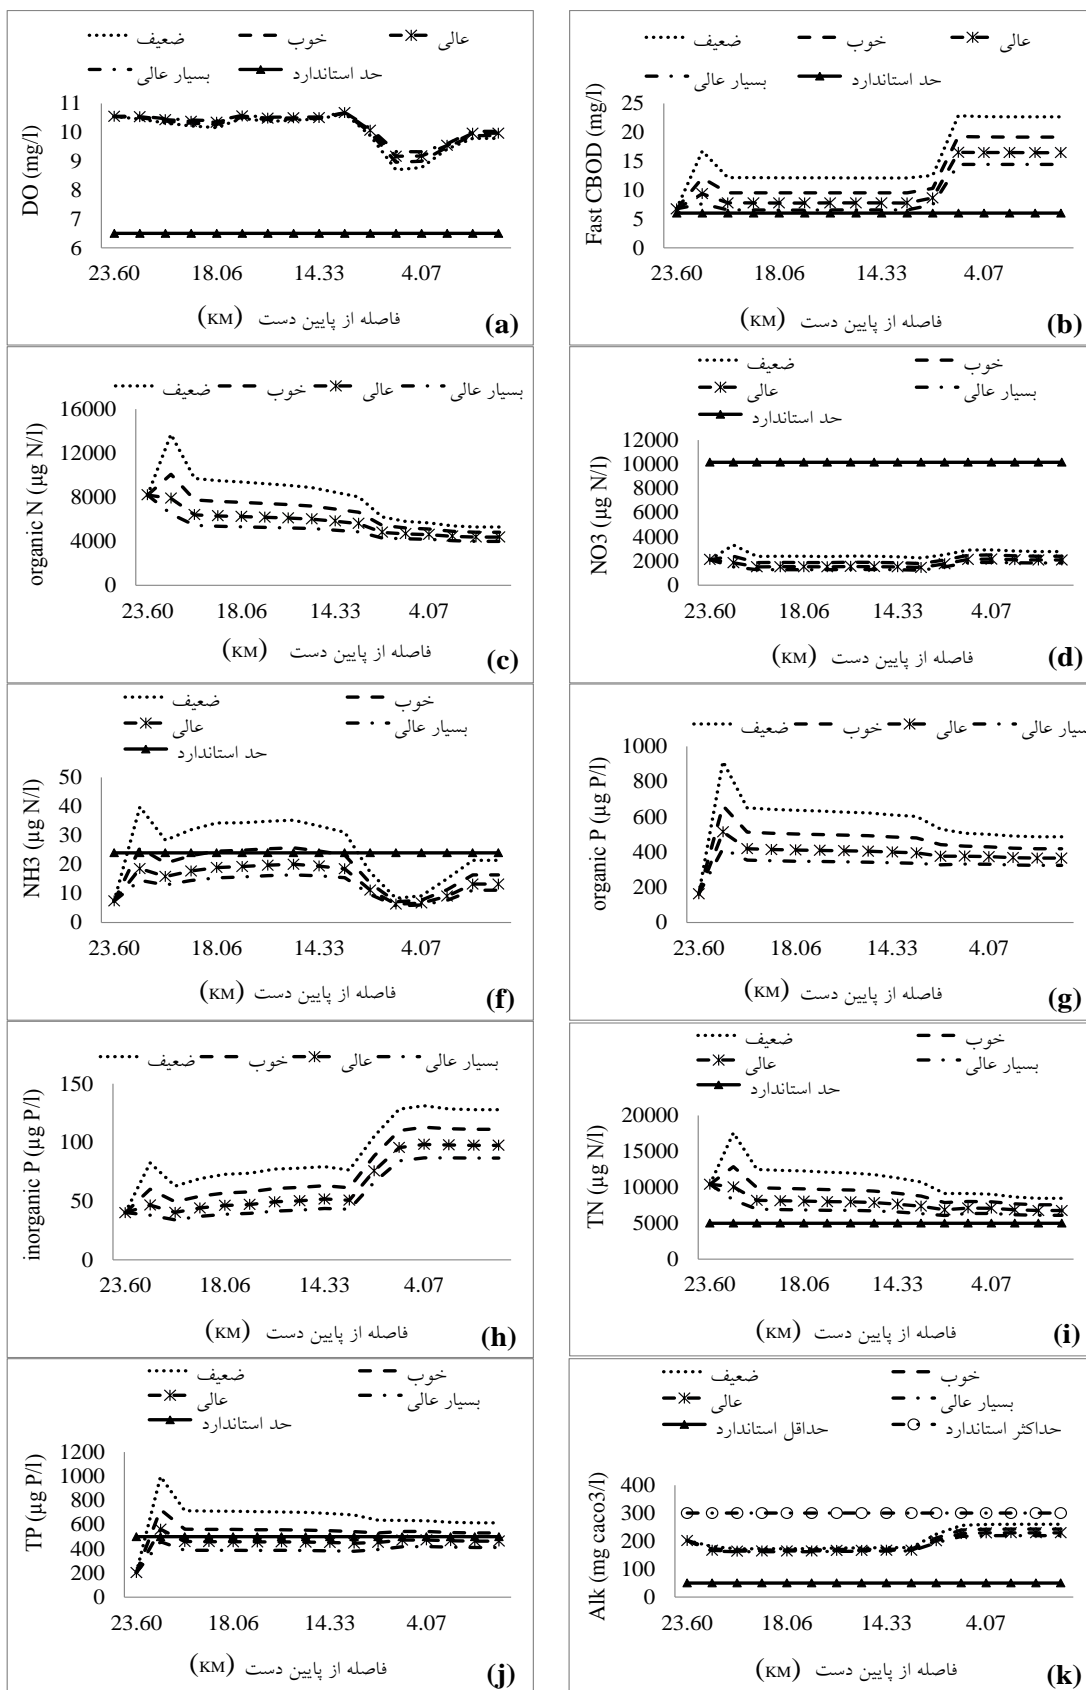 ضعیف خوب عالی
بسیار عالی حد استاندارد
DO (mg/l)
11
10
9
8
7
6
23.60 18.06 14.33 4.07
فاصله از پایین دست (KM)
(a)
ضعیف خوب عالی
بسیار عالی حد استاندارد
Fast CBOD (mg/l)
25
20
15
10
5
0
23.60 18.06 14.33 4.07
فاصله از پایین دست (KM)
(b)
ضعیف خوب عالی بسیار عالی
organic N (µg N/l)
16000
12000
8000
4000
0
23.60 18.06 14.33 4.07
فاصله از پایین دست (KM)
(c)
ضعیف خوب
عالی بسیار عالی
حد استاندارد
NO3 (µg N/l)
12000
10000
8000
6000
4000
2000
0
23.60 18.06 14.33 4.07
فاصله از پایین دست (KM)
(d)
ضعیف خوب
عالی بسیار عالی
حد استاندارد
NH3 (µg N/l)
50
40
30
20
10
0
23.60 18.06 14.33 4.07
فاصله از پایین دست (KM)
(f)
ضعیف خوب عالی بسیار عالی
organic P (µg P/l)
1000
800
600
400
200
0
23.60 18.06 14.33 4.07
فاصله از پایین دست (KM)
(g)
ضعیف خوب عالی بسیار عالی
inorganic P (µg P/l)
150
100
50
0
23.60 18.06 14.33 4.07
فاصله از پایین دست (KM)
(h)
ضعیف خوب
عالی بسیار عالی
حد استاندارد
TN (µg N/l)
20000
15000
10000
5000
0
23.60 18.06 14.33 4.07
فاصله از پایین دست (KM)
(i)
ضعیف خوب
عالی بسیار عالی
حد استاندارد
TP (µg P/l)
1200
1000
800
600
400
200
0
23.60 18.06 14.33 4.07
فاصله از پایین دست (KM)
(j)
ضعیف خوب
عالی بسیار عالی
حداقل استاندارد حداکثر استاندارد
Alk (mg caco3/l)
400
300
200
100
0
23.60 18.06 14.33 4.07
فاصله از پایین دست (KM)
(k)